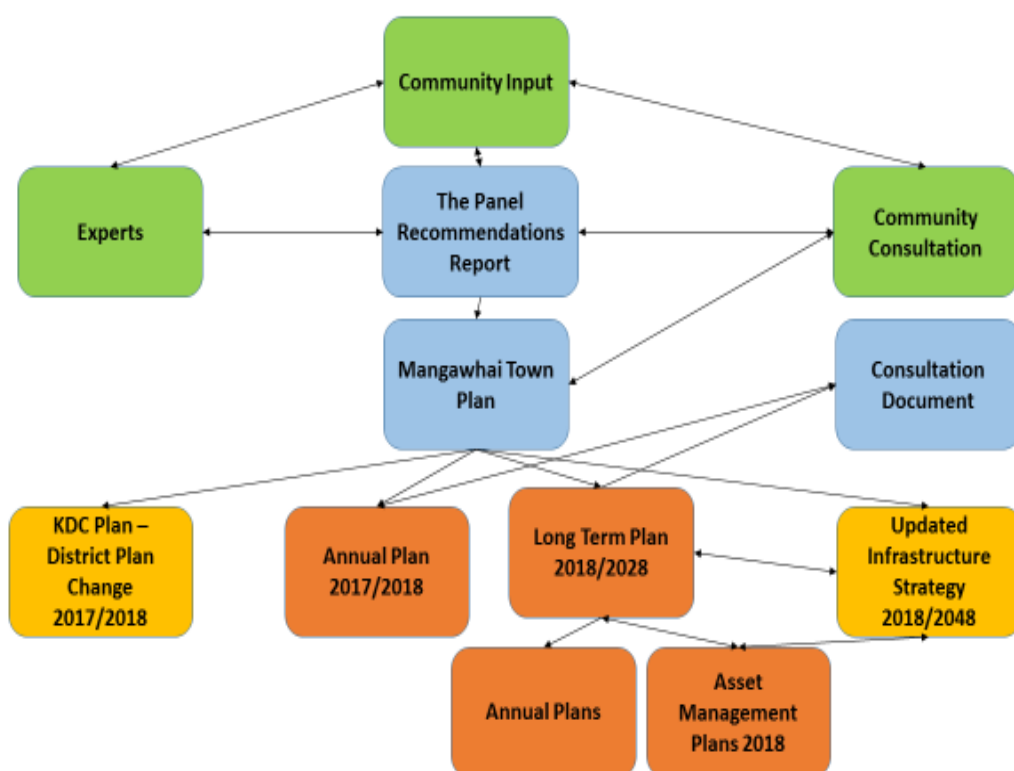 Community Input
Experts
The Panel
Recommendations
Report
Community
Consultation
Mangawhai Town
Plan
Consultation
Document
KDC Plan –
District Plan
Change
2017/2018
Annual Plan
2017/2018
Long Term Plan
2018/2028
Updated
Infrastructure
Strategy
2018/2048
Annual Plans
Asset
Management
Plans 2018